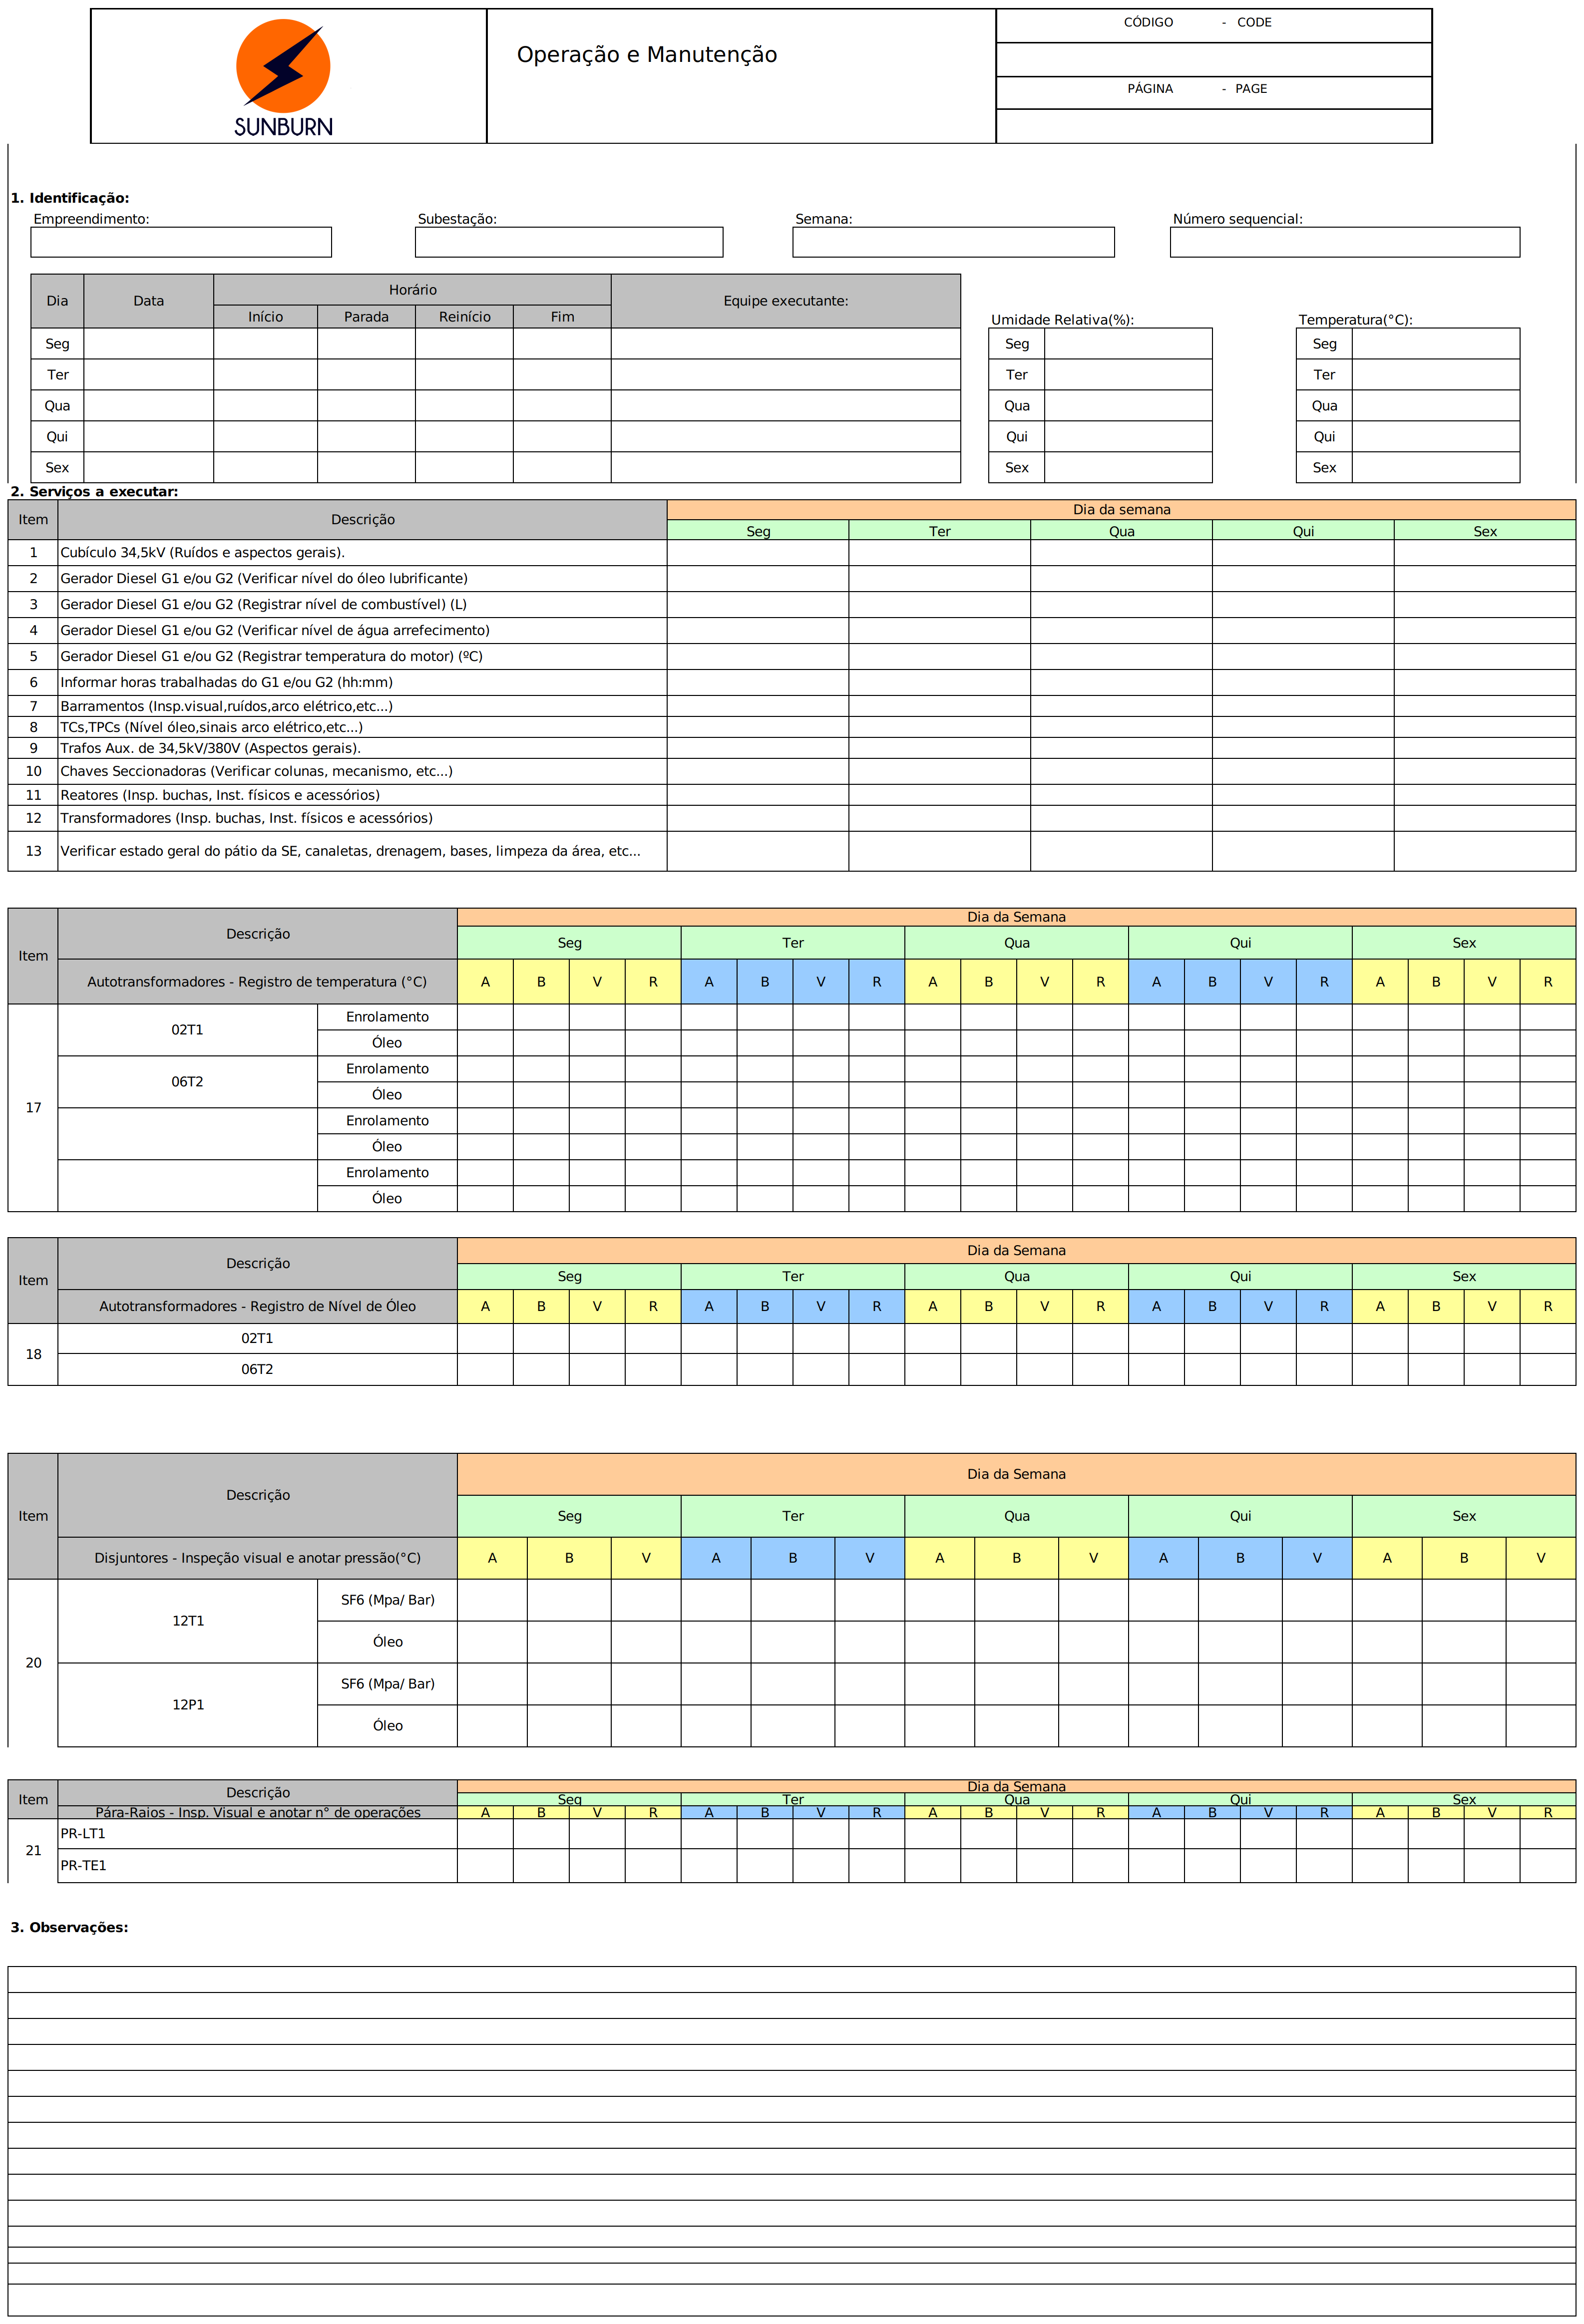 SUNBURN
Operação e Manutenção
CÓDIGO - CODE
PÁGINA - PAGE
1. Identificação:
Empreendimento: Subestação: Semana: Número sequencial:
Dia Data Horário Equipe executante:
Início Parada Reinício Fim
Umidade Relativa(%): Temperatura(°C):
Seg Seg Seg
Ter Ter Ter
Qua Qua Qua
Qui Qui Qui
Sex Sex Sex
2. Serviços a executar:
Item Descrição Dia da semana
Seg Ter Qua Qui Sex
1 Cubículo 34,5kV (Ruídos e aspectos gerais).
2 Gerador Diesel G1 e/ou G2 (Verificar nível do óleo lubrificante)
3 Gerador Diesel G1 e/ou G2 (Registrar nível de combustível) (L)
4 Gerador Diesel G1 e/ou G2 (Verificar nível de água arrefecimento)
5 Gerador Diesel G1 e/ou G2 (Registrar temperatura do motor) (ºC)
6 Informar horas trabalhadas do G1 e/ou G2 (hh:mm)
7 Barramentos (Insp.visual,ruídos,arco elétrico,etc...)
8 TCs,TPCs (Nível óleo,sinais arco elétrico,etc...)
9 Trafos Aux. de 34,5kV/380V (Aspectos gerais).
10 Chaves Seccionadoras (Verificar colunas, mecanismo, etc...)
11 Reatores (Insp. buchas, Inst. físicos e acessórios)
12 Transformadores (Insp. buchas, Inst. físicos e acessórios)
13 Verificar estado geral do pátio da SE, canaletas, drenagem, bases, limpeza da área, etc...
Item Descrição Dia da Semana
Seg Ter Qua Qui Sex
Autotransformadores - Registro de temperatura (°C) A B V R A B V R A B V R A B V R A B V R
17 02T1 Enrolamento
Óleo
06T2 Enrolamento
Óleo
Enrolamento
Óleo
Enrolamento
Óleo
Item Descrição Dia da Semana
Seg Ter Qua Qui Sex
Autotransformadores - Registro de Nível de Óleo A B V R A B V R A B V R A B V R A B V R
18 02T1
06T2
Item Descrição Dia da Semana
Seg Ter Qua Qui Sex
Disjuntores - Inspeção visual e anotar pressão(°C) A B V A B V A B V A B V A B V
20 12T1 SF6 (Mpa/ Bar)
Óleo
12P1 SF6 (Mpa/ Bar)
Óleo
Item Descrição Dia da Semana
Seg Ter Qua Qui Sex
Pára-Raios - Insp. Visual e anotar n° de operações A B V R A B V R A B V R A B V R A B V R
21 PR-LT1
PR-TE1
3. Observações: